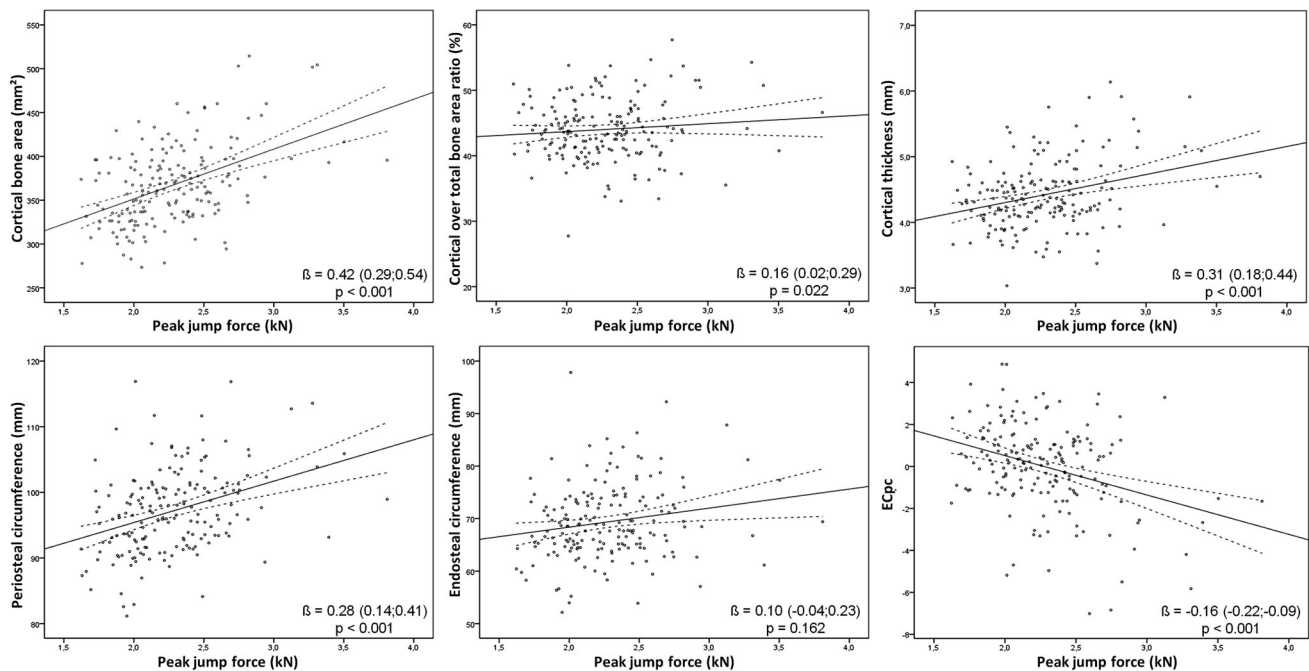 Cortical bone area (mm²)
550
500
450
400
350
300
250
ß = 0.42 (0.29;0.54)
p < 0.001
1,5 2,0 2,5 3,0 3,5 4,0
Peak jump force (kN)
Cortical over total bone area ratio (%)
60
50
40
30
20
ß = 0.16 (0.02;0.29)
p = 0.022
1,5 2,0 2,5 3,0 3,5 4,0
Peak jump force (kN)
Cortical thickness (mm)
7,0
6,0
5,0
4,0
3,0
ß = 0.31 (0.18;0.44)
p < 0.001
1,5 2,0 2,5 3,0 3,5 4,0
Peak jump force (kN)
Periosteal circumference (mm)
120
110
100
90
80
ß = 0.28 (0.14;0.41)
p < 0.001
1,5 2,0 2,5 3,0 3,5 4,0
Peak jump force (kN)
Endosteal circumference (mm)
100
90
80
70
60
50
ß = 0.10 (-0.04;0.23)
p = 0.162
1,5 2,0 2,5 3,0 3,5 4,0
Peak jump force (kN)
ECpc
4
2
0
-2
-4
-6
-8
ß = -0.16 (-0.22;-0.09)
p < 0.001
1,5 2,0 2,5 3,0 3,5 4,0
Peak jump force (kN)